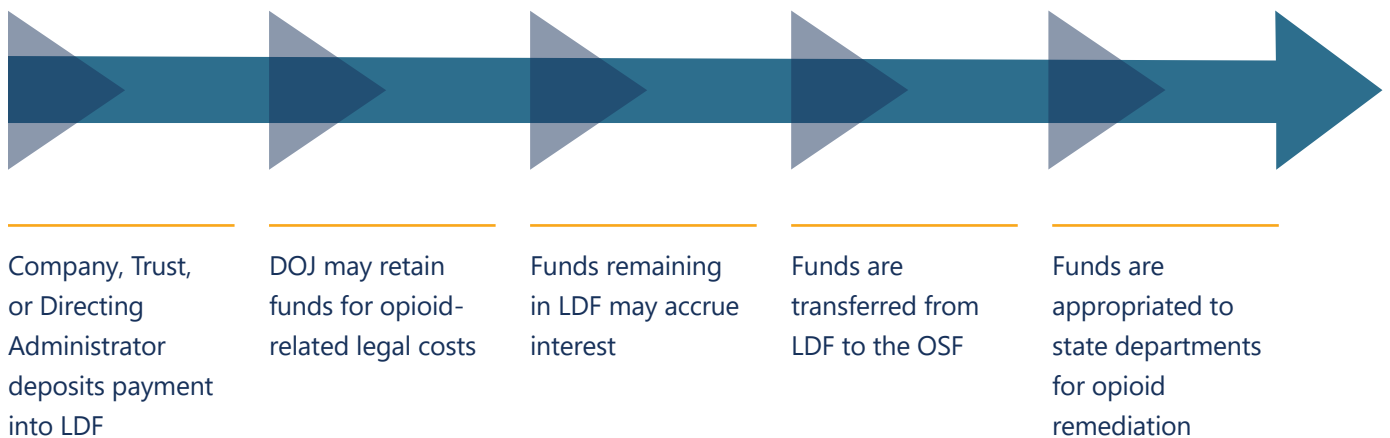 Company, Trust,
or Directing
Administrator
deposits payment
into LDF
DOJ may retain
funds for opioid-
related legal costs
Funds remaining
in LDF may accrue
interest
Funds are
transferred from
LDF to the OSF
Funds are
appropriated to
state departments
for opioid
remediation